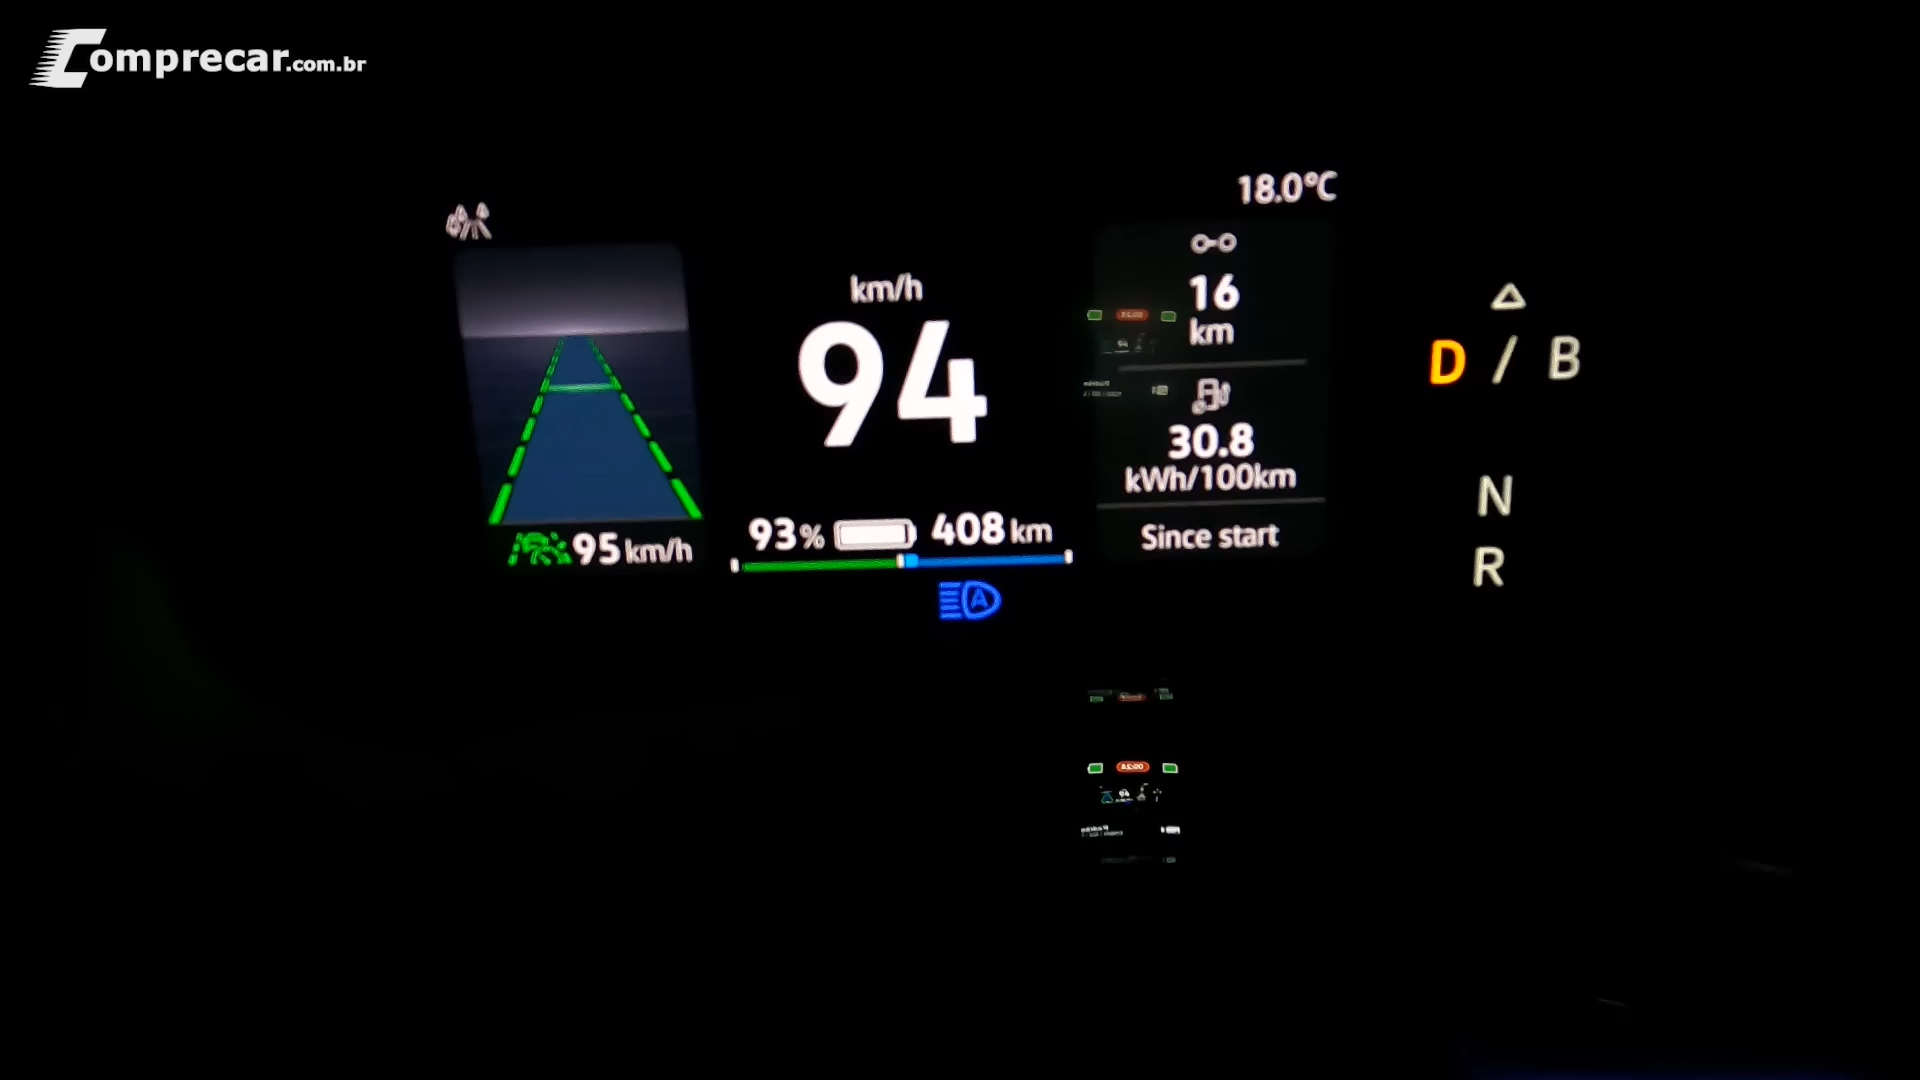 Comprecar.com.br
18.0°C
km/h
94
16
km
30.8
kWh/100km
Since start
93% 408 km
95 km/h
A
D / B
N
R